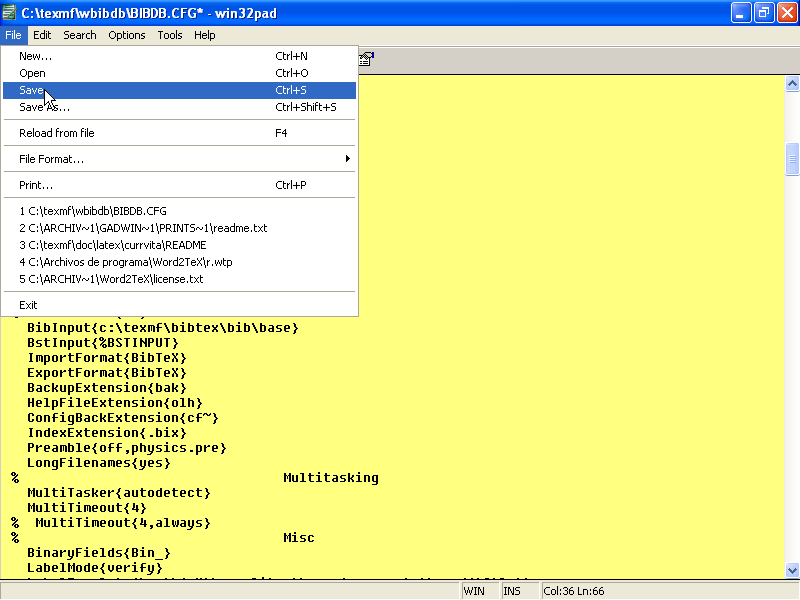 C:\texmf\wbibdb\BIBDB.CFG* - win32pad
File Edit Search Options Tools Help
New... Ctrl+N
Open Ctrl+O
Save Ctrl+S
Save As... Ctrl+Shift+S
Reload from file F4
File Format...
Print... Ctrl+P
1 C:\texmf\wbibdb\BIBDB.CFG
2 C:\ARCHIV~1\GADWIN~1\PRINTS~1\readme.txt
3 C:\texmf\doc\latex\currvita\README
4 C:\Archivos de programa\Word2TeX\r.wtp
5 C:\ARCHIV~1\Word2TeX\license.txt
Exit
BibInput{c:\texmf\bibtex\bib\base}
BstInput{%BSTINPUT}
ImportFormat{BibTeX}
ExportFormat{BibTeX}
BackupExtension{bak}
HelpFileExtension{olh}
ConfigBackExtension{cf~}
IndexExtension{.bix}
Preamble{off,physics.pre}
LongFilenames{yes}
% Multitasking
MultiTasker{autodetect}
MultiTimeout{4}
% MultiTimeout{4,always}
% Misc
BinaryFields{Bin_}
LabelMode{verify}
WIN INS Col:36 Ln:66